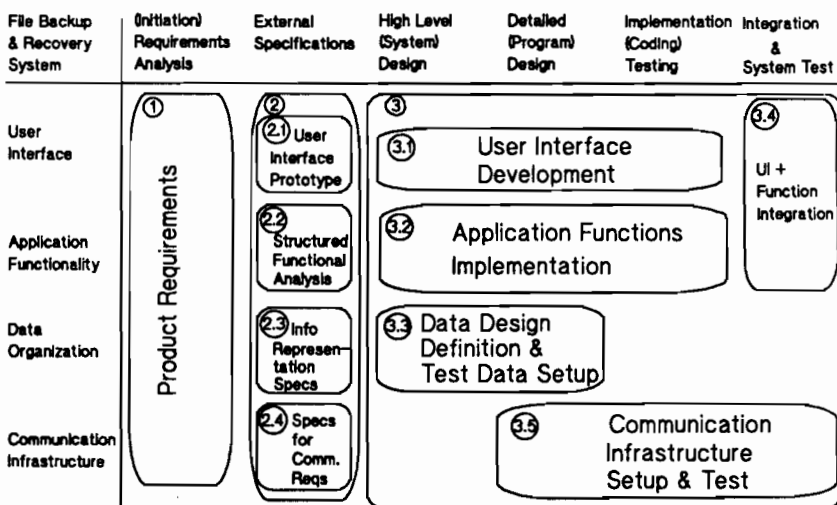 File Backup
& Recovery
System
(Initiation)
Requirements
Analysis
External
Specifications
High Level
(System)
Design
Detailed
(Program)
Design
Implementation
(Coding)
Testing
Integration
&
System Test
User
Interface
Application
Functionality
Data
Organization
Communication
Infrastructure
1
Product Requirements
2
2.1 User
Interface
Prototype
2.2
Structured
Functional
Analysis
2.3 Info
Represen-
tation
Specs
2.4 Specs
for
Comm.
Reqs
3
3.1 User Interface
Development
3.2 Application Functions
Implementation
3.3 Data Design
Definition &
Test Data Setup
3.4
UI +
Function
Integration
3.5 Communication
Infrastructure
Setup & Test